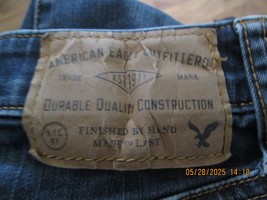 AMERICAN EAGLE OUTFITTERS
TRADE EST 1977 MARK
DURABLE QUALITY CONSTRUCTION
NYC
FINISHED BY HAND
MADE TO LAST
05/28/2025 14:18